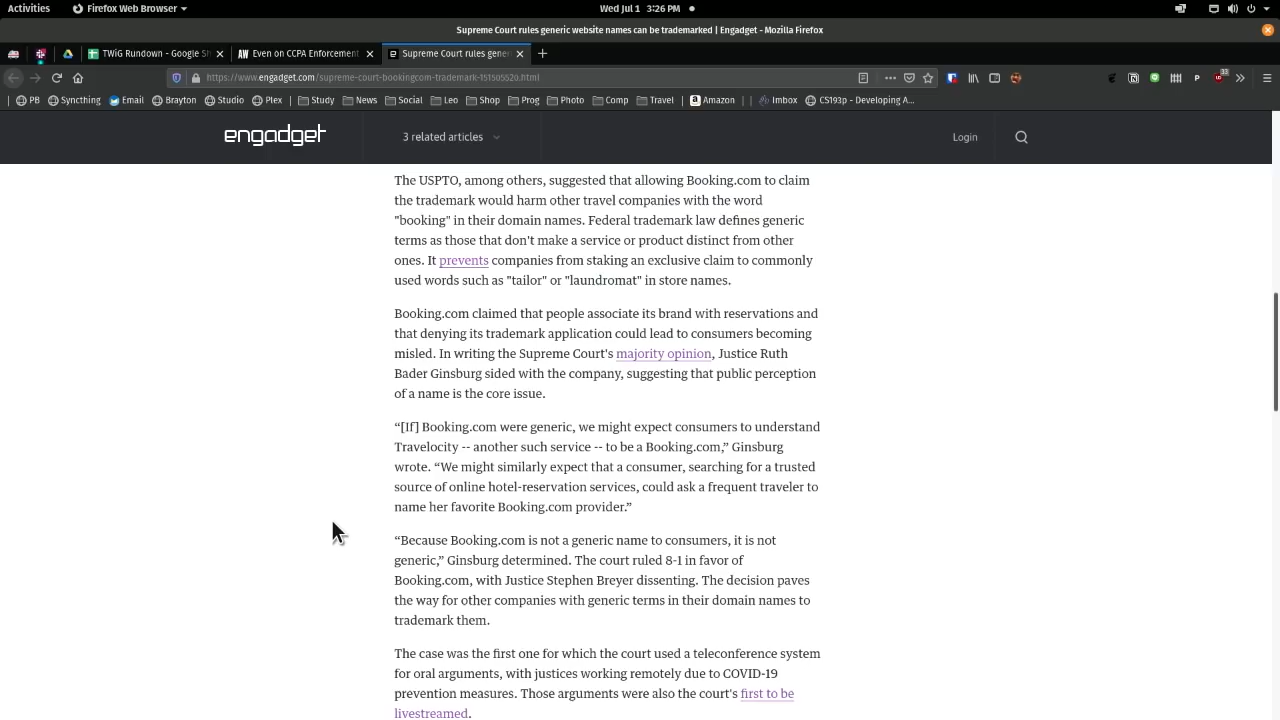 Activities
Firefox Web Browser
Wed Jul 1 3:26 PM
Supreme Court rules generic website names can be trademarked | Engadget - Mozilla Firefox
TWiG Rundown - Google Sh
AW Even on CCPA Enforcement
Supreme Court rules gener
https://www.engadget.com/supreme-court-bookingcom-trademark-151505520.html
33
PB
Syncthing
Email
Brayton
Studio
Plex
Study
News
Social
Leo
Shop
Prog
Photo
Comp
Travel
Amazon
Imbox
CS193p - Developing A...
engadget
3 related articles
Login
The USPTO, among others, suggested that allowing Booking.com to claim
the trademark would harm other travel companies with the word
"booking" in their domain names. Federal trademark law defines generic
terms as those that don't make a service or product distinct from other
ones. It prevents companies from staking an exclusive claim to commonly
used words such as "tailor" or "laundromat" in store names.
Booking.com claimed that people associate its brand with reservations and
that denying its trademark application could lead to consumers becoming
misled. In writing the Supreme Court's majority opinion, Justice Ruth
Bader Ginsburg sided with the company, suggesting that public perception
of a name is the core issue.
“[If] Booking.com were generic, we might expect consumers to understand
Travelocity -- another such service -- to be a Booking.com,” Ginsburg
wrote. “We might similarly expect that a consumer, searching for a trusted
source of online hotel-reservation services, could ask a frequent traveler to
name her favorite Booking.com provider.”
“Because Booking.com is not a generic name to consumers, it is not
generic,” Ginsburg determined. The court ruled 8-1 in favor of
Booking.com, with Justice Stephen Breyer dissenting. The decision paves
the way for other companies with generic terms in their domain names to
trademark them.
The case was the first one for which the court used a teleconference system
for oral arguments, with justices working remotely due to COVID-19
prevention measures. Those arguments were also the court's first to be
livestreamed.